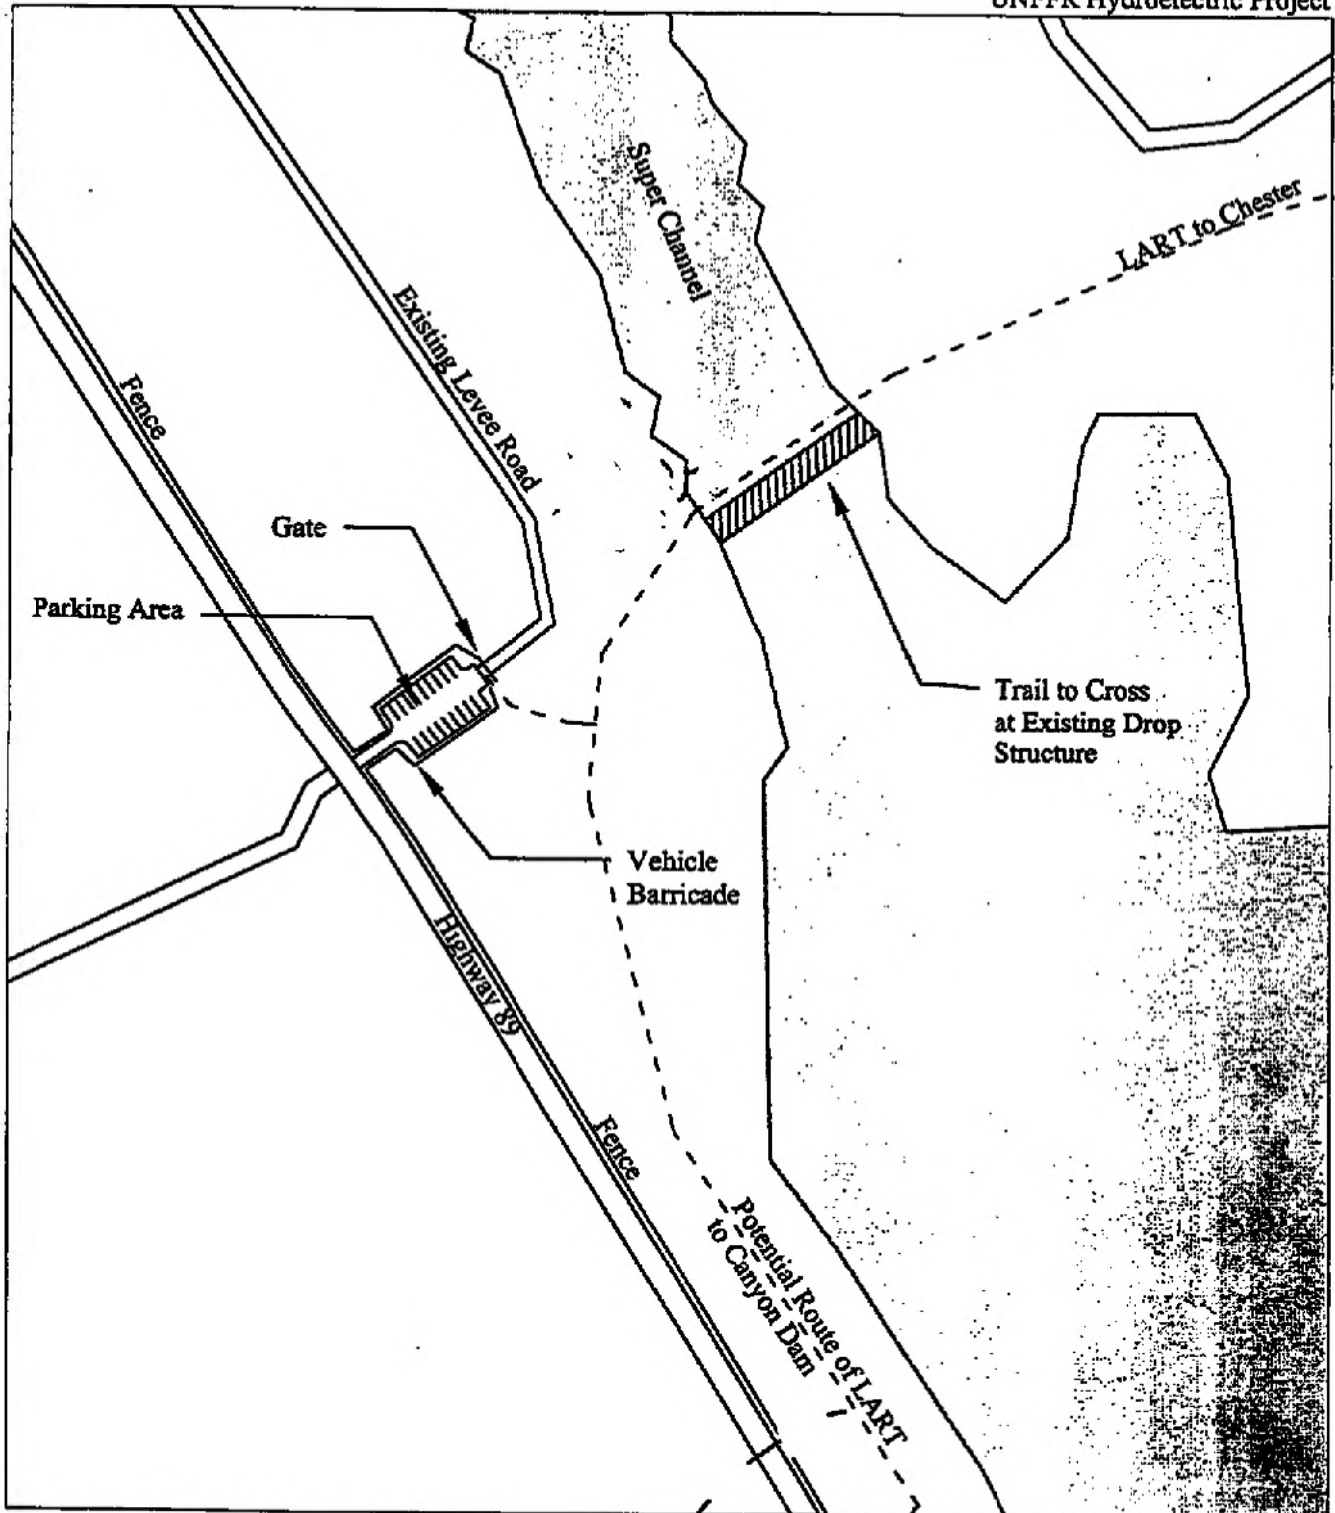 UNFFR Hydroelectric Project
Super Channel
LART to Chester
Existing Levee Road
Fence
Gate
Parking Area
Trail to Cross
at Existing Drop
Structure
Vehicle
Barricade
Highway 89
Fence
Potential Route of LART
to Canyon Dam